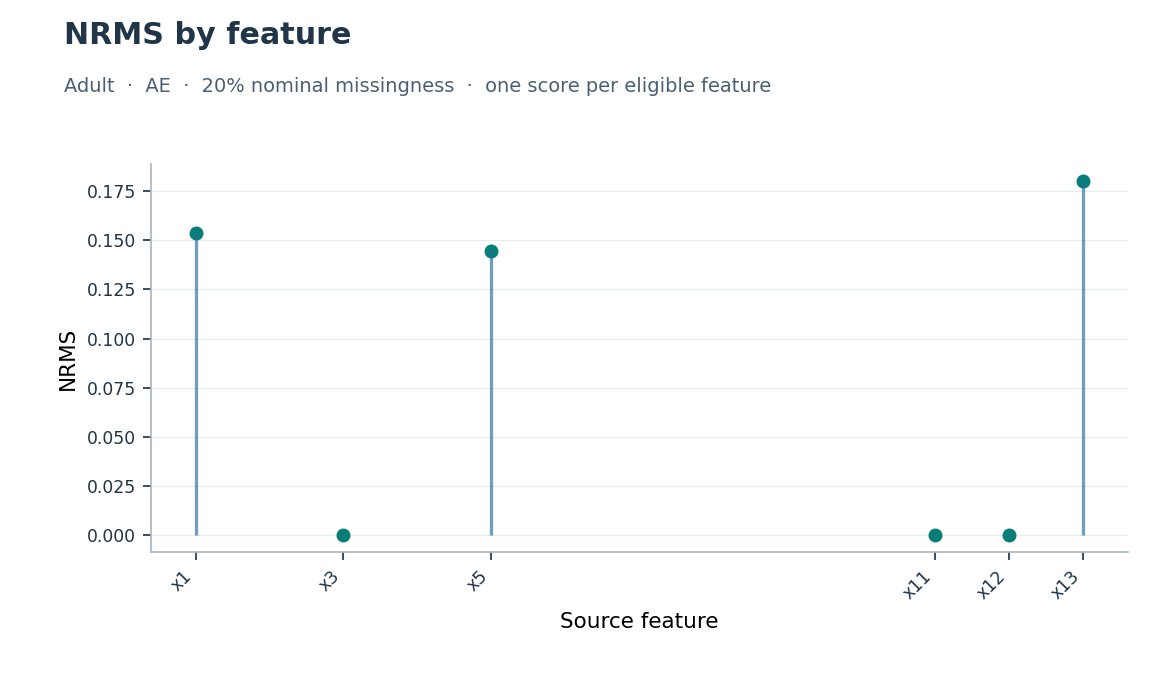 NRMS by feature
Adult · AE · 20% nominal missingness · one score per eligible feature
0.175
0.150
0.125
0.100
0.075
0.050
0.025
0.000
NRMS
x1
x3
x5
x11
x12
x13
Source feature